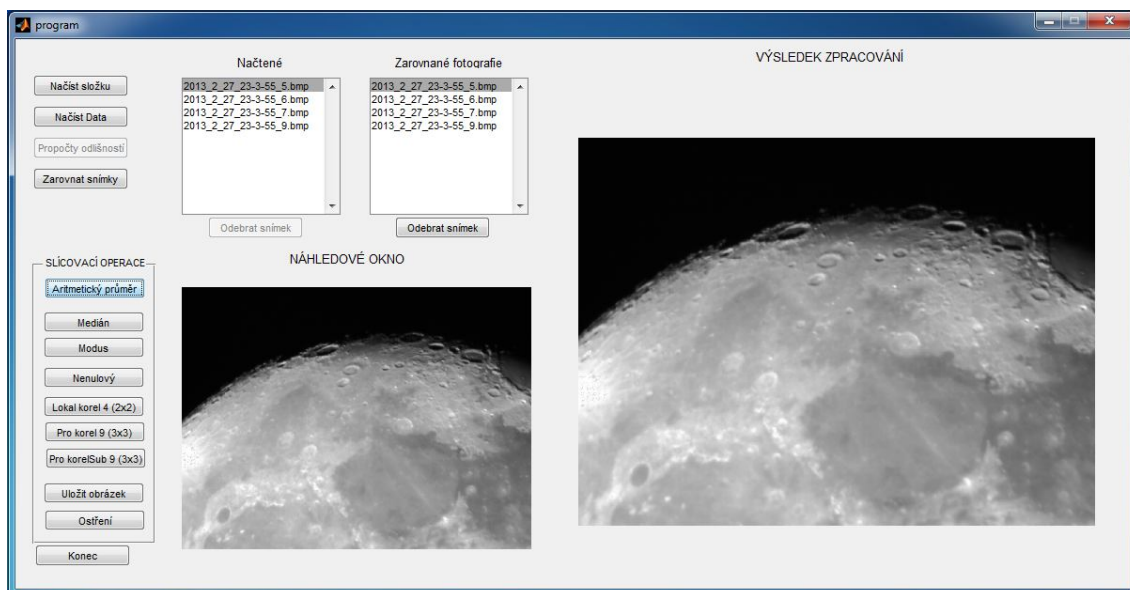 program
Načíst složku
Načíst Data
Propočty odlišností
Zarovnat snímky
Načtené
2013_2_27_23-3-55_5.bmp
2013_2_27_23-3-55_6.bmp
2013_2_27_23-3-55_7.bmp
2013_2_27_23-3-55_9.bmp
Odebrat snímek
Zarovnané fotografie
2013_2_27_23-3-55_5.bmp
2013_2_27_23-3-55_6.bmp
2013_2_27_23-3-55_7.bmp
2013_2_27_23-3-55_9.bmp
Odebrat snímek
SLÍCOVACÍ OPERACE
Aritmetický průměr
Medián
Modus
Nenulový
Lokal korel 4 (2x2)
Pro korel 9 (3x3)
Pro korelSub 9 (3x3)
Uložit obrázek
Ostření
Konec
NÁHLEDOVÉ OKNO
VÝSLEDEK ZPRACOVÁNÍ